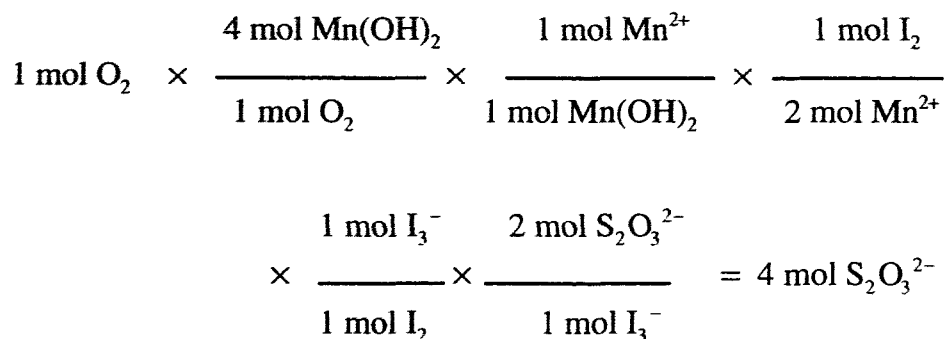 4 mol Mn(OH)₂ 1 mol Mn²⁺ 1 mol I₂
1 mol O₂ × × ×
1 mol O₂ 1 mol Mn(OH)₂ 2 mol Mn²⁺
1 mol I₃⁻ 2 mol S₂O₃²⁻
× × = 4 mol S₂O₃²⁻
1 mol I₂ 1 mol I₃⁻